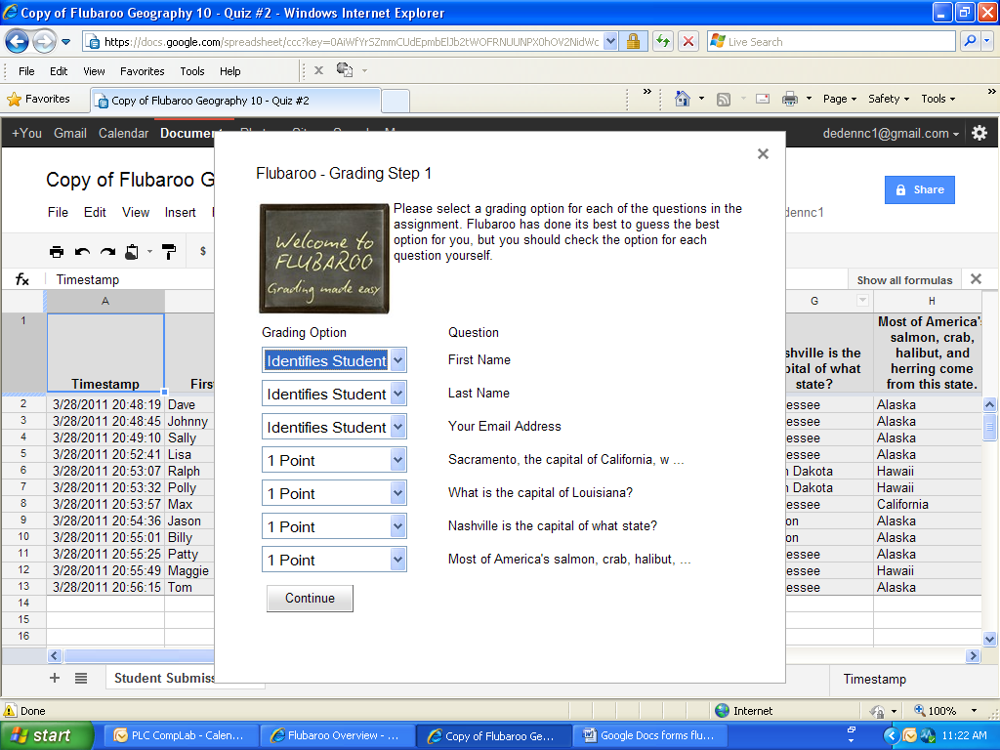 Copy of Flubaroo Geography 10 - Quiz #2 - Windows Internet Explorer
https://docs.google.com/spreadsheet/ccc?key=0AiWfYrSZmmCUdEpmbElJb2tWOFRNUUNPX0hOV2NidWc
Live Search
File Edit View Favorites Tools Help
x
Favorites
Copy of Flubaroo Geography 10 - Quiz #2
»
Page Safety Tools »
+You Gmail Calendar Document
dedennc1@gmail.com
Copy of Flubaroo G
Share
File Edit View Insert
dennc1
$
fx Timestamp
Show all formulas
A G H
1 Timestamp Firs
shville is the
pital of what
state?
Most of America's
salmon, crab,
halibut, and
herring come
from this state.
2 3/28/2011 20:48:19 Dave essee Alaska
3 3/28/2011 20:48:45 Johnny essee Alaska
4 3/28/2011 20:49:10 Sally essee Alaska
5 3/28/2011 20:52:41 Lisa essee Alaska
6 3/28/2011 20:53:07 Ralph h Dakota Hawaii
7 3/28/2011 20:53:32 Polly h Dakota Hawaii
8 3/28/2011 20:53:57 Max essee California
9 3/28/2011 20:54:36 Jason on Alaska
10 3/28/2011 20:55:01 Billy on Alaska
11 3/28/2011 20:55:25 Patty essee Alaska
12 3/28/2011 20:55:49 Maggie essee Hawaii
13 3/28/2011 20:56:15 Tom essee Alaska
14
15
16
Flubaroo - Grading Step 1
Welcome to
FLUBAROO
Grading made easy
Please select a grading option for each of the questions in the
assignment. Flubaroo has done its best to guess the best
option for you, but you should check the option for each
question yourself.
Grading Option Question
Identifies Student First Name
Identifies Student Last Name
Identifies Student Your Email Address
1 Point Sacramento, the capital of California, w ...
1 Point What is the capital of Louisiana?
1 Point Nashville is the capital of what state?
1 Point Most of America's salmon, crab, halibut, ...
Continue
+ Student Submiss
Timestamp
Done
Internet
100%
start
PLC CompLab - Calen...
Flubaroo Overview - ...
Copy of Flubaroo Ge...
Google Docs forms flu...
11:22 AM